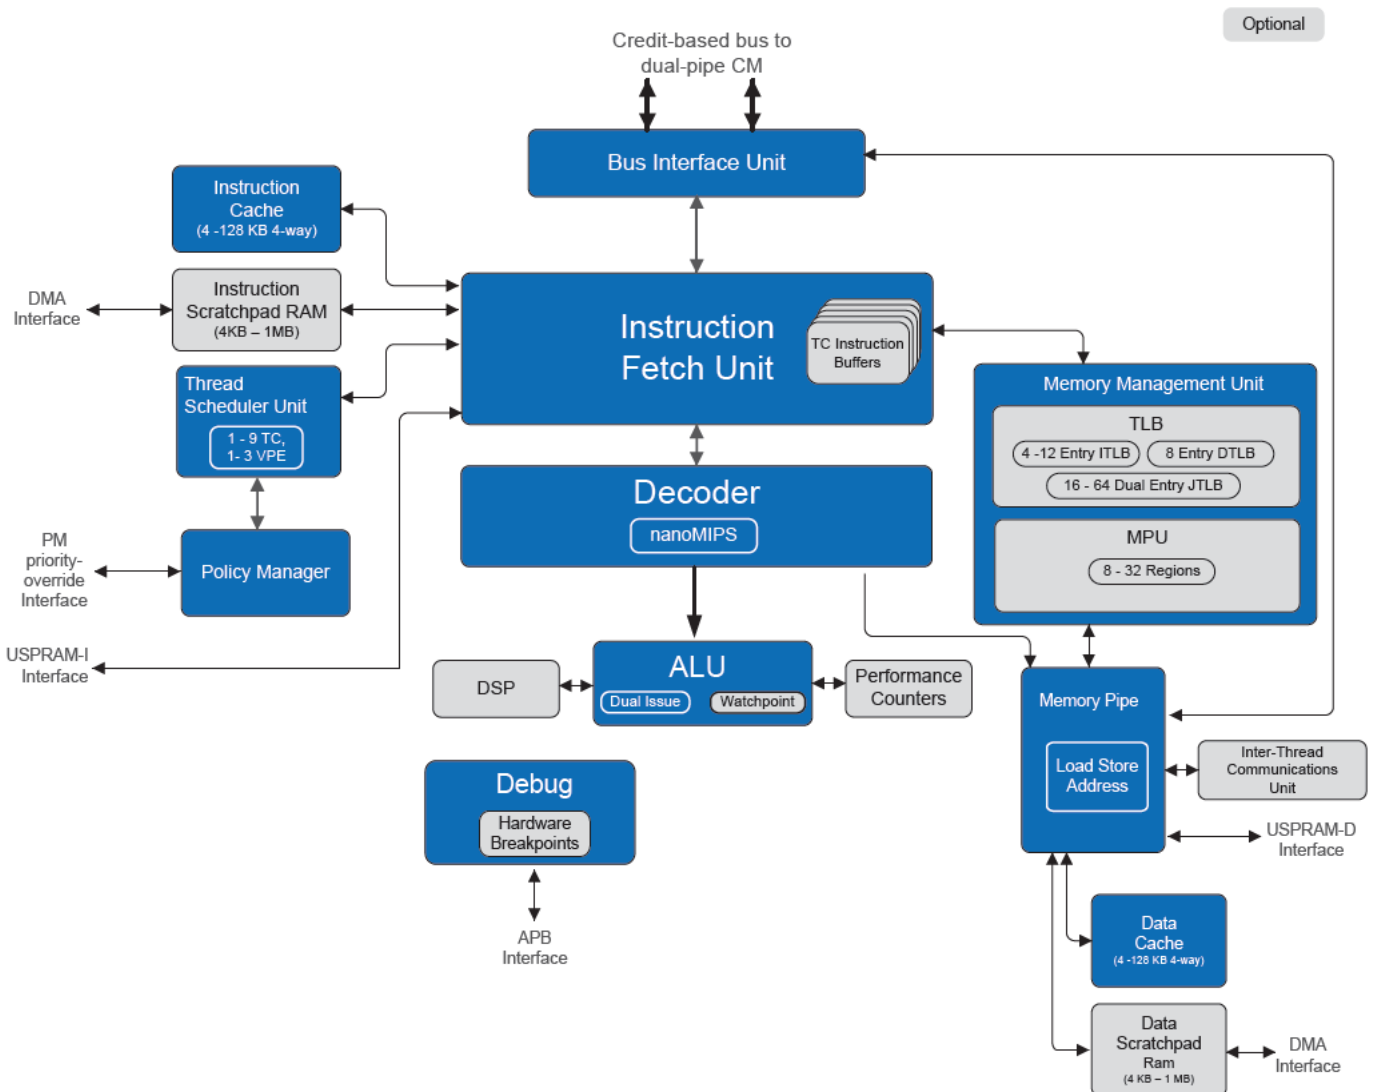 Optional
Credit-based bus to
dual-pipe CM
Bus Interface Unit
Instruction
Cache
(4 -128 KB 4-way)
DMA
Interface
Instruction
Scratchpad RAM
(4KB – 1MB)
Instruction
Fetch Unit
TC Instruction
Buffers
Thread
Scheduler Unit
1 - 9 TC,
1- 3 VPE
Memory Management Unit
TLB
4 -12 Entry ITLB
8 Entry DTLB
16 - 64 Dual Entry JTLB
MPU
8 - 32 Regions
Decoder
nanoMIPS
PM
priority-
override
Interface
Policy Manager
USPRAM-I
Interface
DSP
ALU
Dual Issue
Watchpoint
Performance
Counters
Memory Pipe
Load Store
Address
Inter-Thread
Communications
Unit
USPRAM-D
Interface
Debug
Hardware
Breakpoints
APB
Interface
Data
Cache
(4 -128 KB 4-way)
Data
Scratchpad
Ram
(4 KB – 1 MB)
DMA
Interface